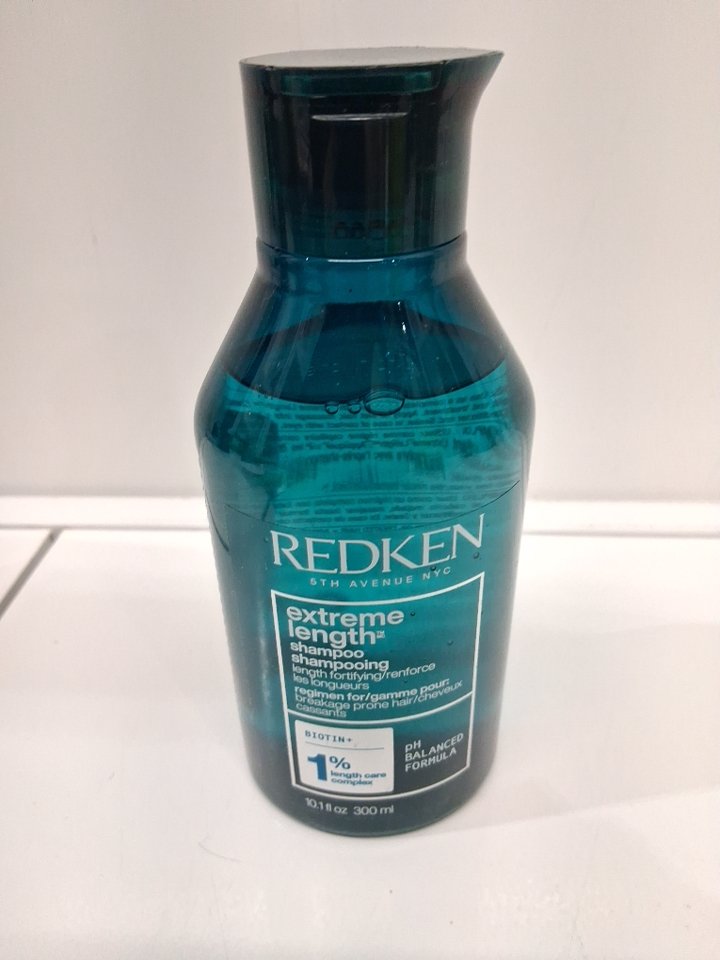 REDKEN
5TH AVENUE NYC
extreme
length™
shampoo
shampooing
length fortifying/renforce
les longueurs
regimen for/gamme pour:
breakage prone hair/cheveux
cassants
BIOTIN+
1%
length care
complex
pH
BALANCED
FORMULA
10.1 fl oz 300 ml